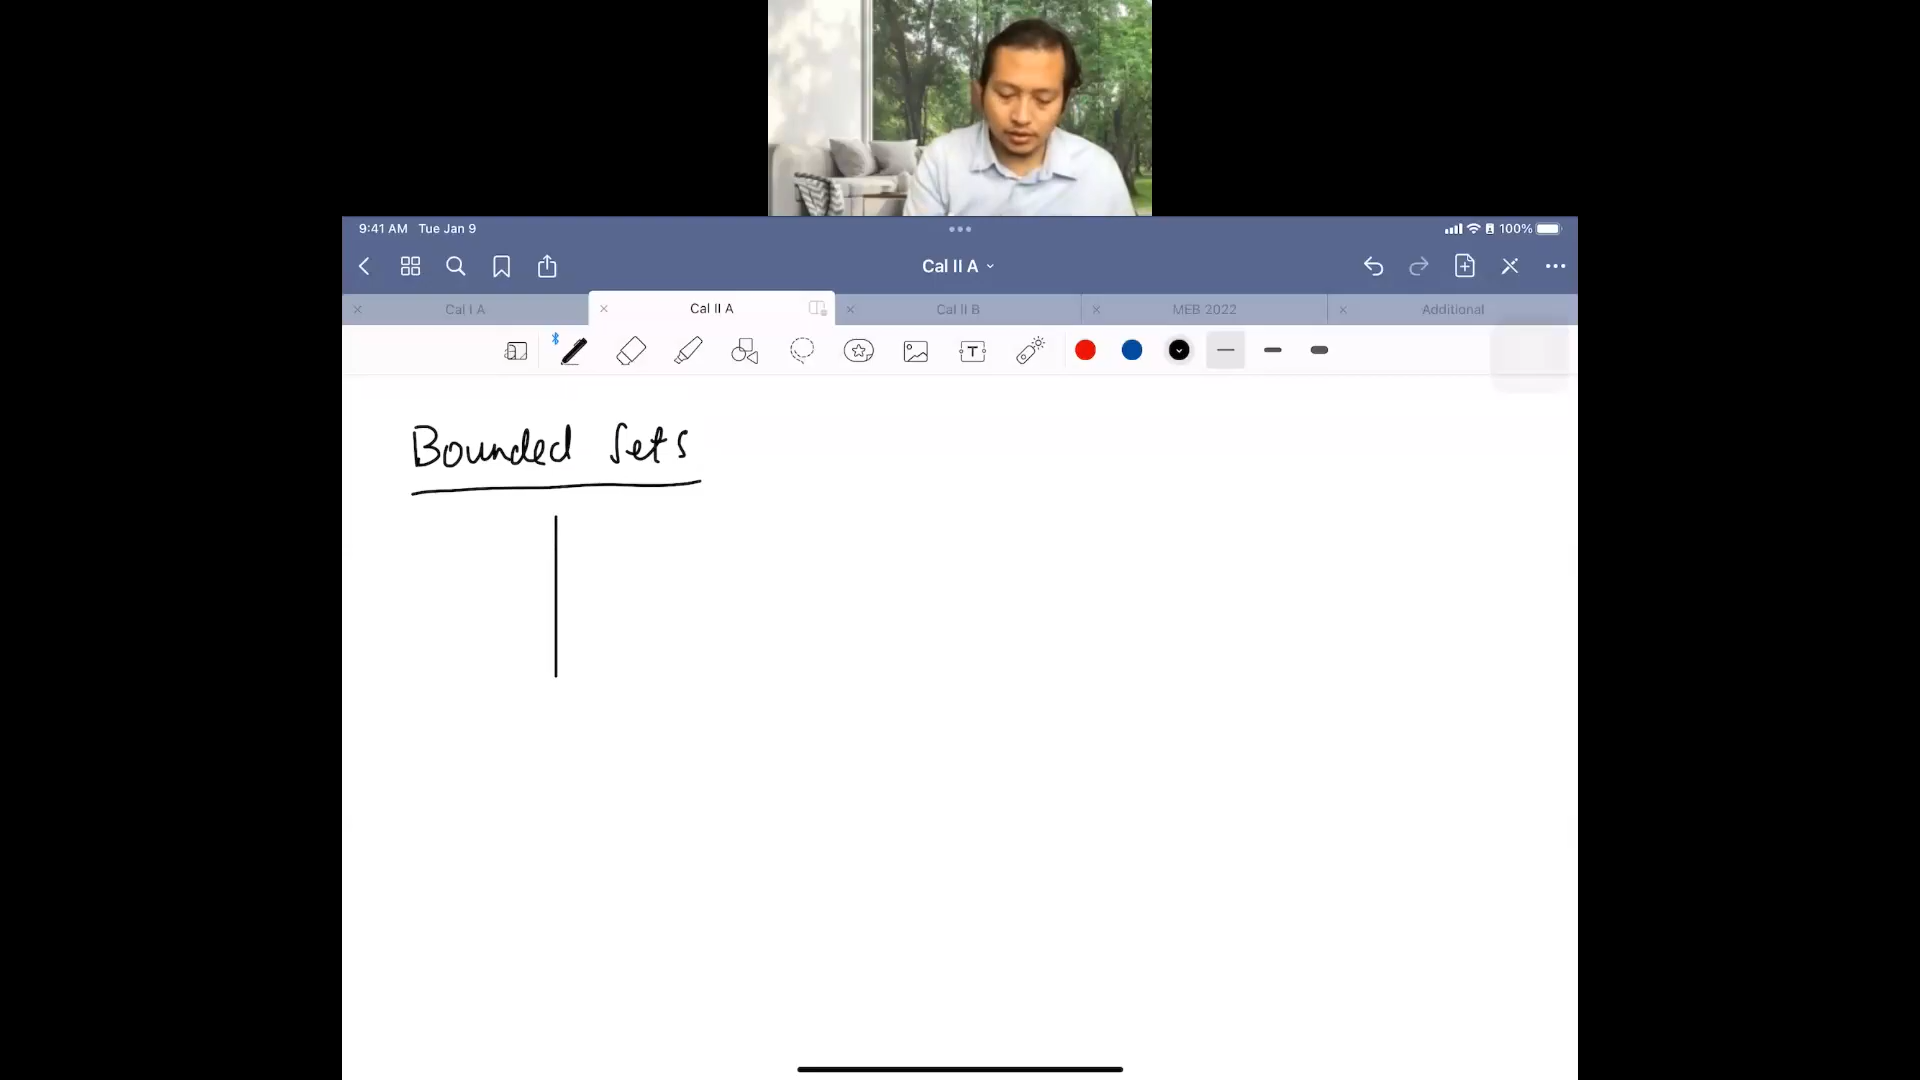 9:41 AM Tue Jan 9
100%
Cal II A
Cal I A
Cal II A
Cal II B
MEB 2022
Additional
T
Bounded Sets